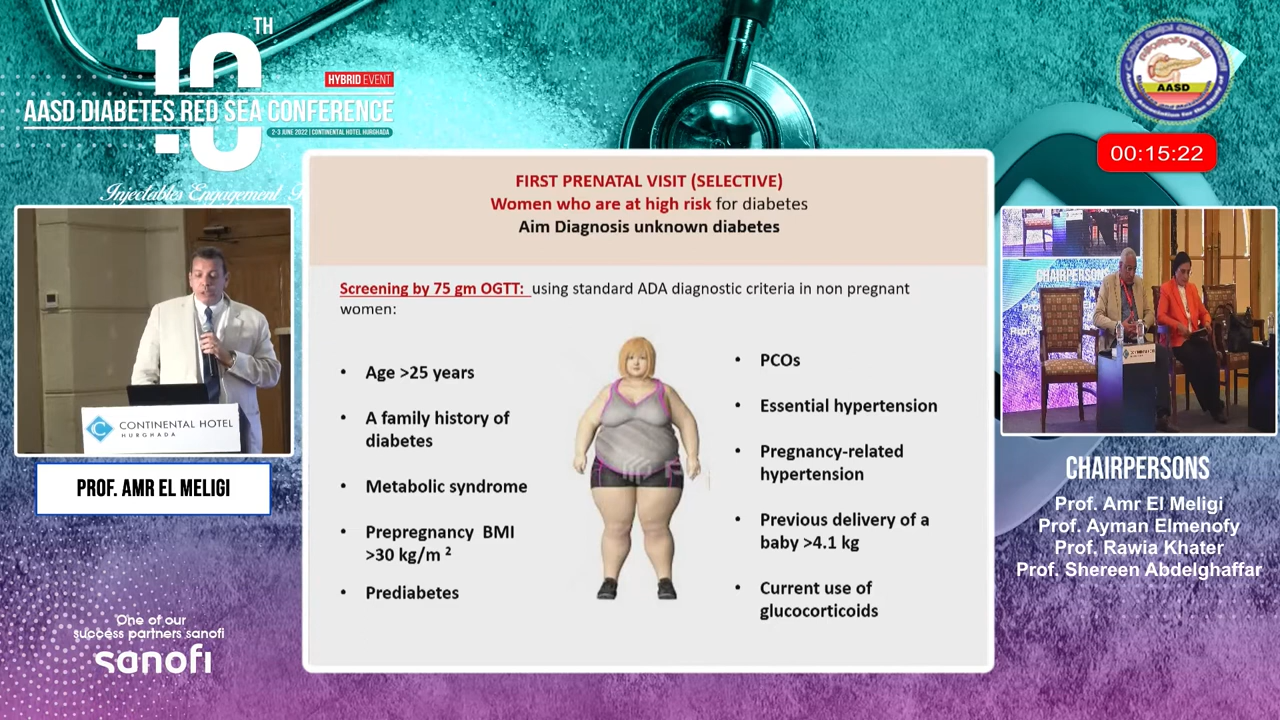 10TH
HYBRID EVENT
AASD DIABETES RED SEA CONFERENCE
2-3 JUNE 2022 | CONTINENTAL HOTEL HURGHADA
Injectables Engagement
AASD
00:15:22
FIRST PRENATAL VISIT (SELECTIVE)
Women who are at high risk for diabetes
Aim Diagnosis unknown diabetes
Screening by 75 gm OGTT: using standard ADA diagnostic criteria in non pregnant
women:
• Age >25 years
• A family history of
diabetes
• Metabolic syndrome
• Prepregnancy BMI
>30 kg/m ²
• Prediabetes
• PCOs
• Essential hypertension
• Pregnancy-related
hypertension
• Previous delivery of a
baby >4.1 kg
• Current use of
glucocorticoids
CONTINENTAL HOTEL
HURGHADA
PROF. AMR EL MELIGI
CHAIRPERSONS
CHAIRPERSONS
Prof. Amr El Meligi
Prof. Ayman Elmenofy
Prof. Rawia Khater
Prof. Shereen Abdelghaffar
One of our
success partners sanofi
sanofi